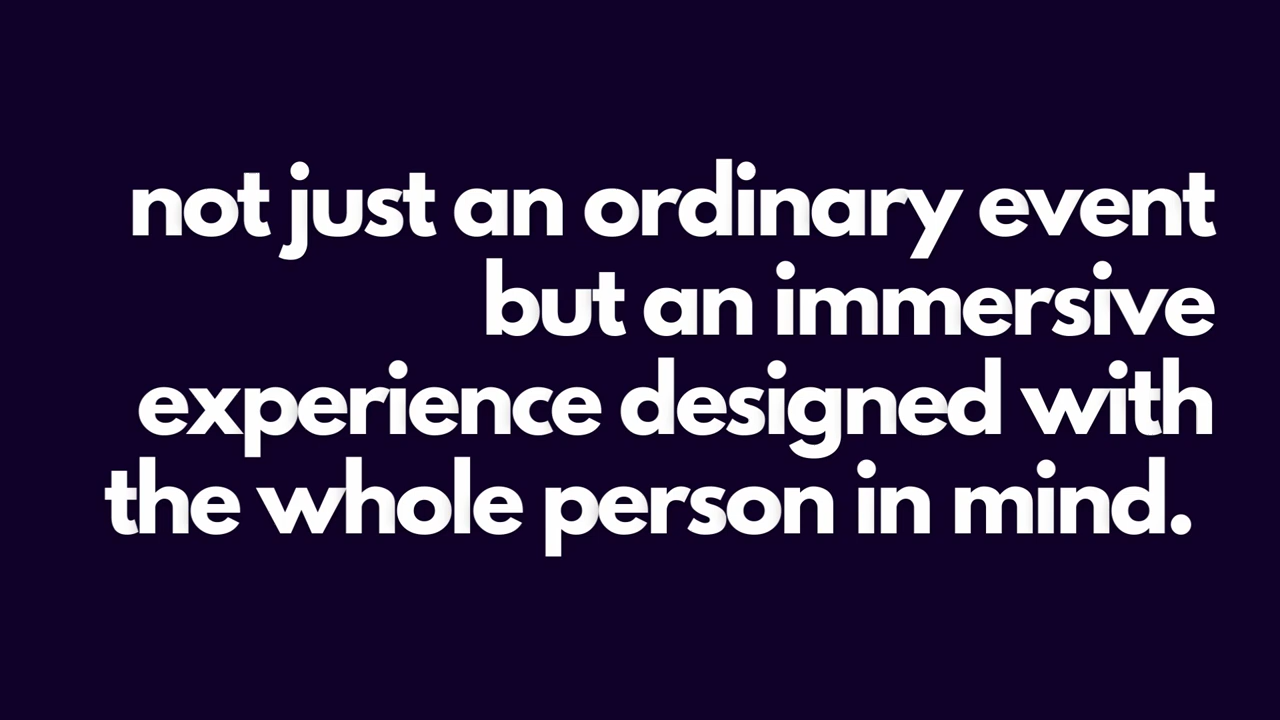 not just an ordinary event
but an immersive
experience designed with
the whole person in mind.